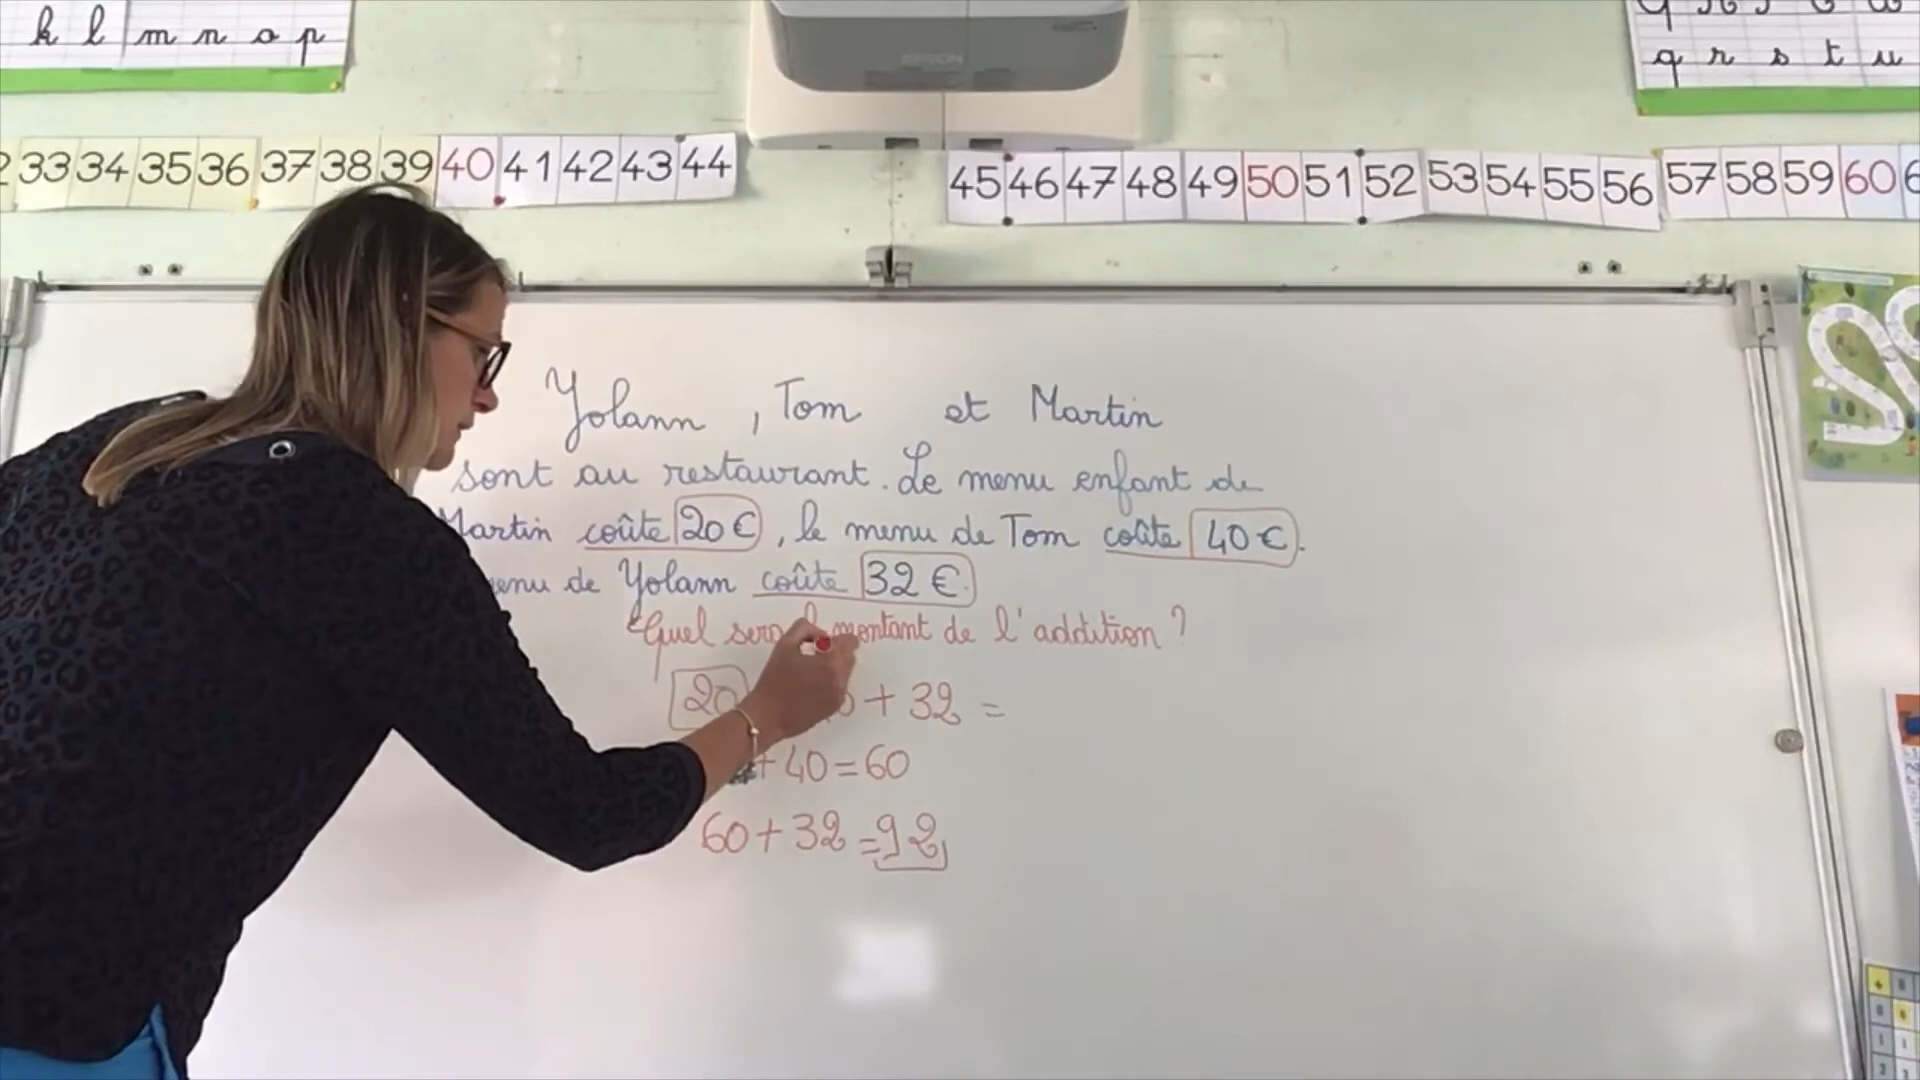 k l m n o p
q r s t u
33 34 35 36 37 38 39 40 41 42 43 44
45 46 47 48 49 50 51 52 53 54 55 56 57 58 59 60
EPSON
Yolann , Tom et Martin
sont au restaurant. Le menu enfant de
Martin coûte 20 €, le menu de Tom coûte 40 €.
de Yolann coûte 32 €.
Quel montant de l'addition ?
20 + 32 =
+ 40 = 60
60 + 32 = 92